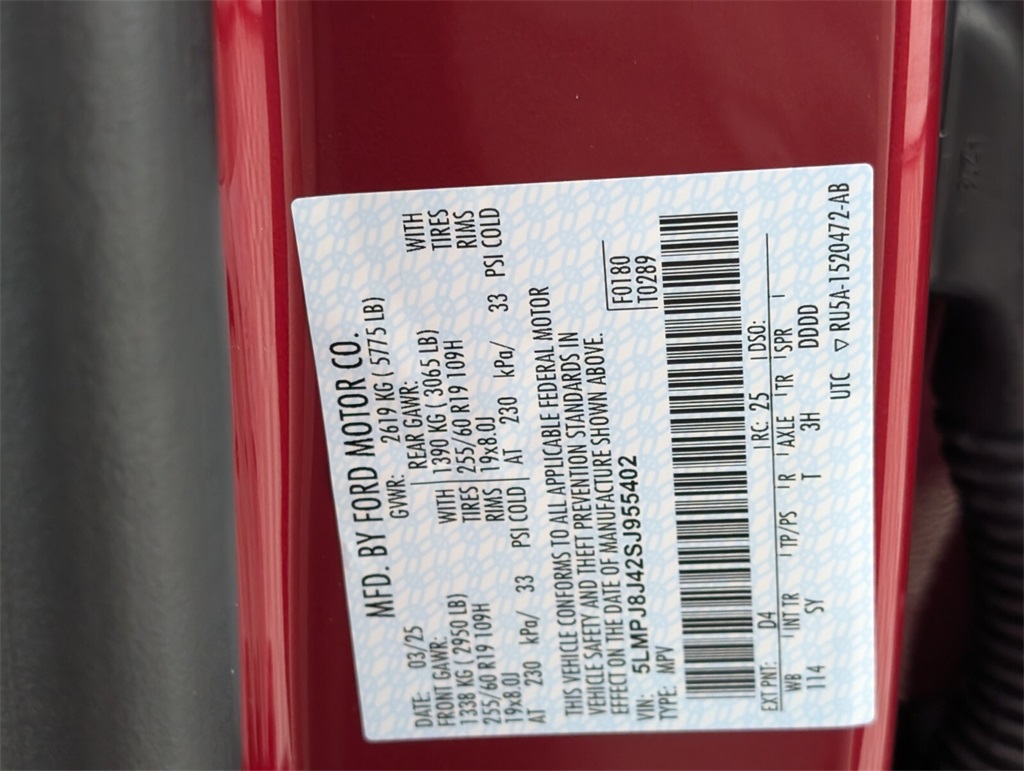 MFD. BY FORD MOTOR CO.
DATE: 03/25 GVWR: 2619 KG ( 5775 LB)
FRONT GAWR: REAR GAWR:
1338 KG ( 2950 LB) WITH 1390 KG ( 3065 LB) WITH
255/60 R19 109H TIRES 255/60 R19 109H TIRES
19x8.0J RIMS 19x8.0J RIMS
AT 230 kPa/ 33 PSI COLD AT 230 kPa/ 33 PSI COLD
THIS VEHICLE CONFORMS TO ALL APPLICABLE FEDERAL MOTOR
VEHICLE SAFETY AND THEFT PREVENTION STANDARDS IN
EFFECT ON THE DATE OF MANUFACTURE SHOWN ABOVE.
VIN: 5LMPJ8J42SJ955402 F0180
TYPE: MPV T0289
EXT PNT: D4 RC: 25 DSO:
WB INT TR TP/PS R AXLE TR SPR
114 SY T 3H DDDD
UTC ▽ RU5A-1520472-AB